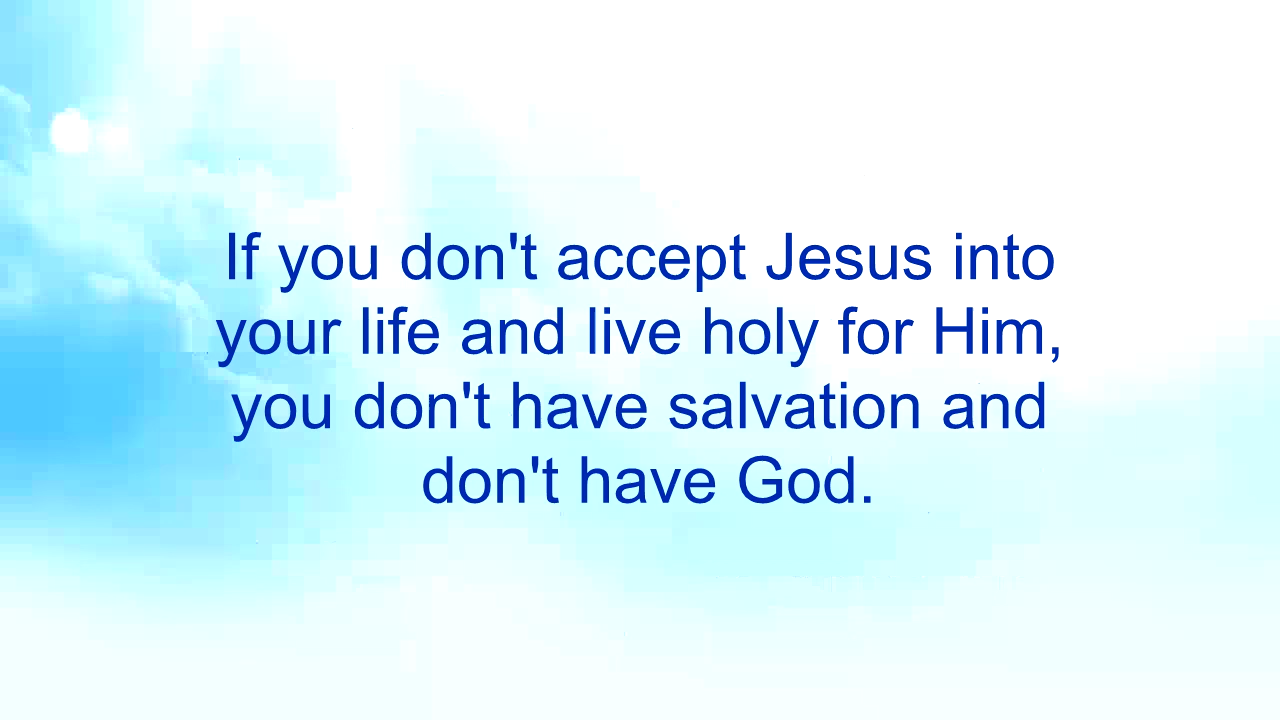 If you don't accept Jesus into
your life and live holy for Him,
you don't have salvation and
don't have God.